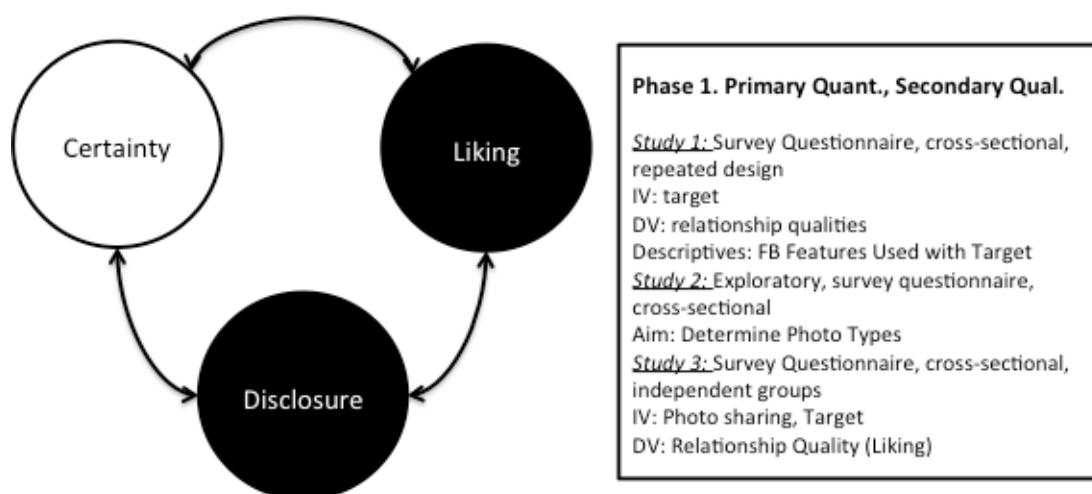 Certainty
Liking
Disclosure
Phase 1. Primary Quant., Secondary Qual.
Study 1: Survey Questionnaire, cross-sectional,
repeated design
IV: target
DV: relationship qualities
Descriptives: FB Features Used with Target
Study 2: Exploratory, survey questionnaire,
cross-sectional
Aim: Determine Photo Types
Study 3: Survey Questionnaire, cross-sectional,
independent groups
IV: Photo sharing, Target
DV: Relationship Quality (Liking)